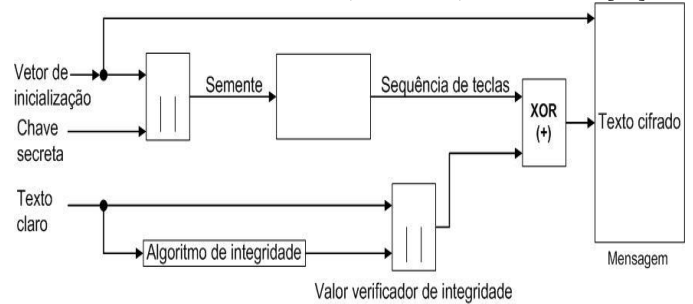 Vetor de
inicialização
Semente
Sequência de teclas
XOR
(+)
Texto cifrado
Chave
secreta
| |
Texto
claro
Algoritmo de integridade
| |
Mensagem
Valor verificador de integridade